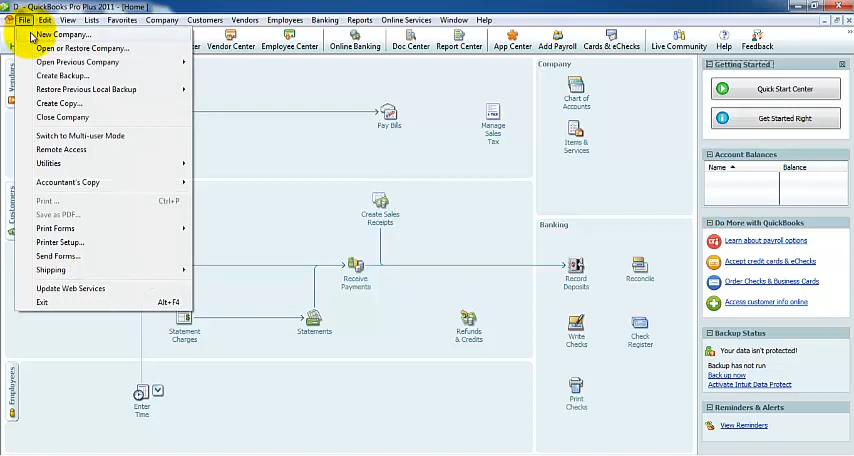 D - QuickBooks Pro Plus 2011 - [Home ]
File Edit View Lists Favorites Company Customers Vendors Employees Banking Reports Online Services Window Help
Center Vendor Center Employee Center Online Banking Doc Center Report Center App Center Add Payroll Cards & eChecks Live Community Help Feedback
New Company...
Open or Restore Company...
Open Previous Company
Create Backup...
Restore Previous Local Backup
Create Copy...
Close Company
Switch to Multi-user Mode
Remote Access
Utilities
Accountant's Copy
Print ... Ctrl+P
Save as PDF...
Print Forms
Printer Setup...
Send Forms...
Shipping
Update Web Services
Exit Alt+F4
Vendors
Pay Bills
Manage
Sales
Tax
Customers
Create Sales
Receipts
Receive
Payments
Statement
Charges
Statements
Refunds
& Credits
Employees
Enter
Time
Company
Chart of
Accounts
Items &
Services
Banking
Record
Deposits
Reconcile
Write
Checks
Check
Register
Print
Checks
Getting Started
Quick Start Center
Get Started Right
Account Balances
Name Balance
Do More with QuickBooks
Learn about payroll options
Accept credit cards & eChecks
Order Checks & Business Cards
Access customer info online
Backup Status
Your data isn't protected!
Backup has not run
Back up now
Activate Intuit Data Protect
Reminders & Alerts
View Reminders